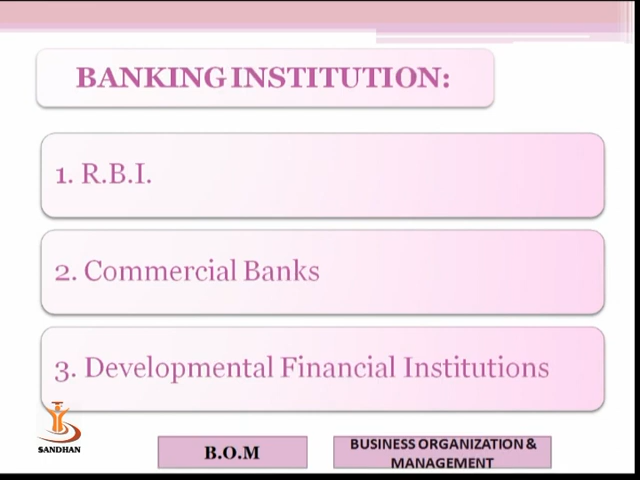 BANKING INSTITUTION:
1. R.B.I.
2. Commercial Banks
3. Developmental Financial Institutions
SANDHAN
B.O.M
BUSINESS ORGANIZATION &
MANAGEMENT